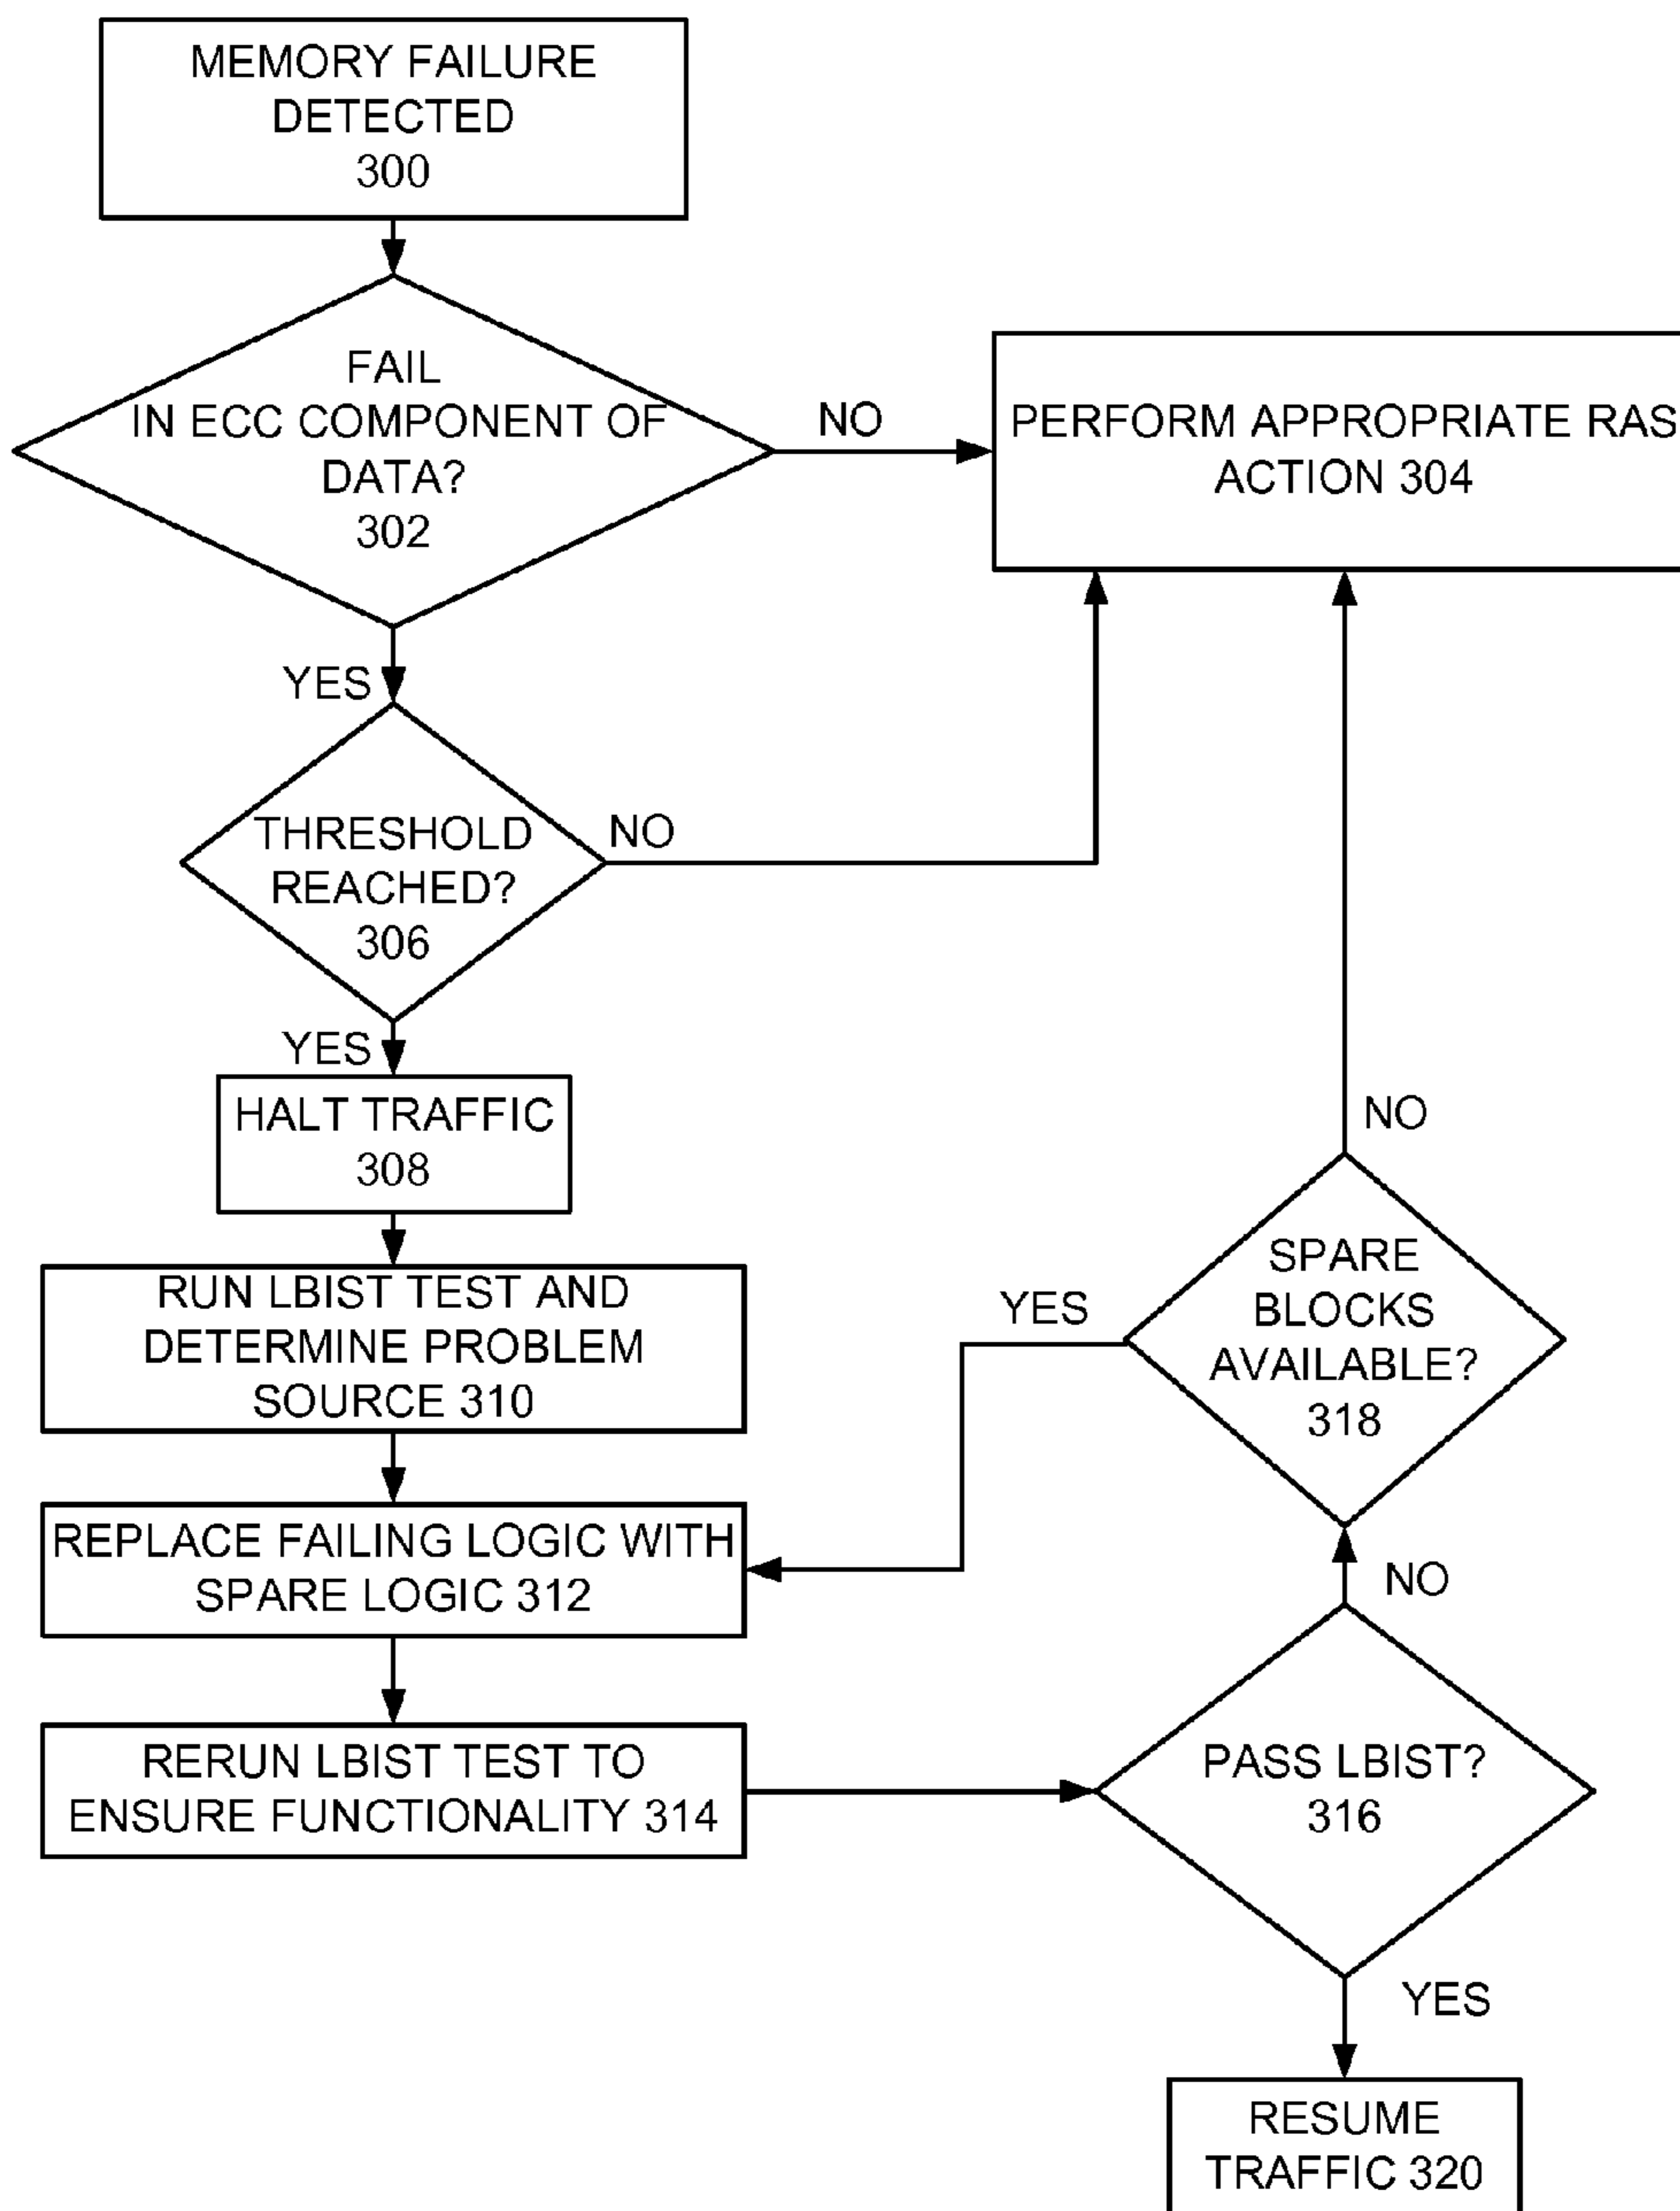 MEMORY FAILURE
DETECTED
300
FAIL
IN ECC COMPONENT OF
DATA?
302
NO
PERFORM APPROPRIATE RAS
ACTION 304
YES
THRESHOLD
REACHED?
306
NO
YES
HALT TRAFFIC
308
RUN LBIST TEST AND
DETERMINE PROBLEM
SOURCE 310
REPLACE FAILING LOGIC WITH
SPARE LOGIC 312
RERUN LBIST TEST TO
ENSURE FUNCTIONALITY 314
NO
SPARE
BLOCKS
AVAILABLE?
318
YES
NO
PASS LBIST?
316
YES
RESUME
TRAFFIC 320